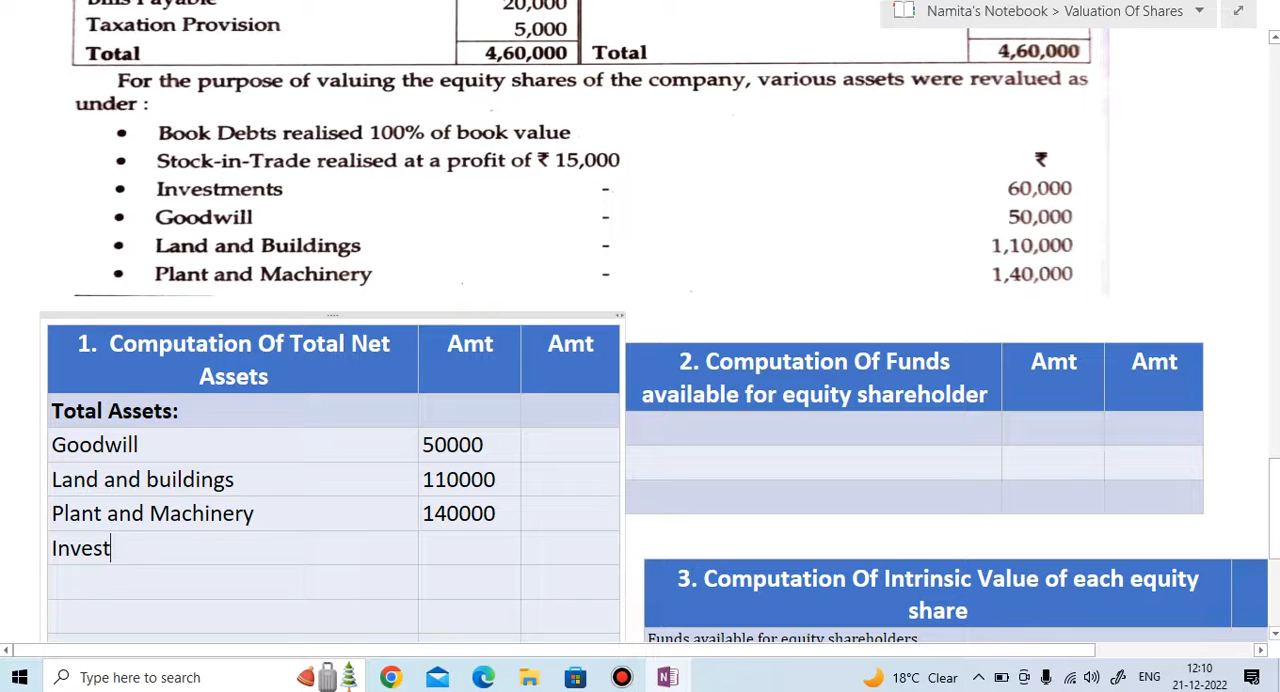 Namita's Notebook > Valuation Of Shares
Bills Payable 20,000
Taxation Provision 5,000
Total 4,60,000 Total 4,60,000
For the purpose of valuing the equity shares of the company, various assets were revalued as
under :
• Book Debts realised 100% of book value
• Stock-in-Trade realised at a profit of ₹ 15,000 ₹
• Investments - 60,000
• Goodwill - 50,000
• Land and Buildings - 1,10,000
• Plant and Machinery - 1,40,000
1. Computation Of Total Net
Assets
Amt Amt
Total Assets:
Goodwill 50000
Land and buildings 110000
Plant and Machinery 140000
Invest
2. Computation Of Funds
available for equity shareholder
Amt Amt
3. Computation Of Intrinsic Value of each equity
share
Funds available for equity shareholders
Type here to search
18°C Clear
ENG
12:10
21-12-2022